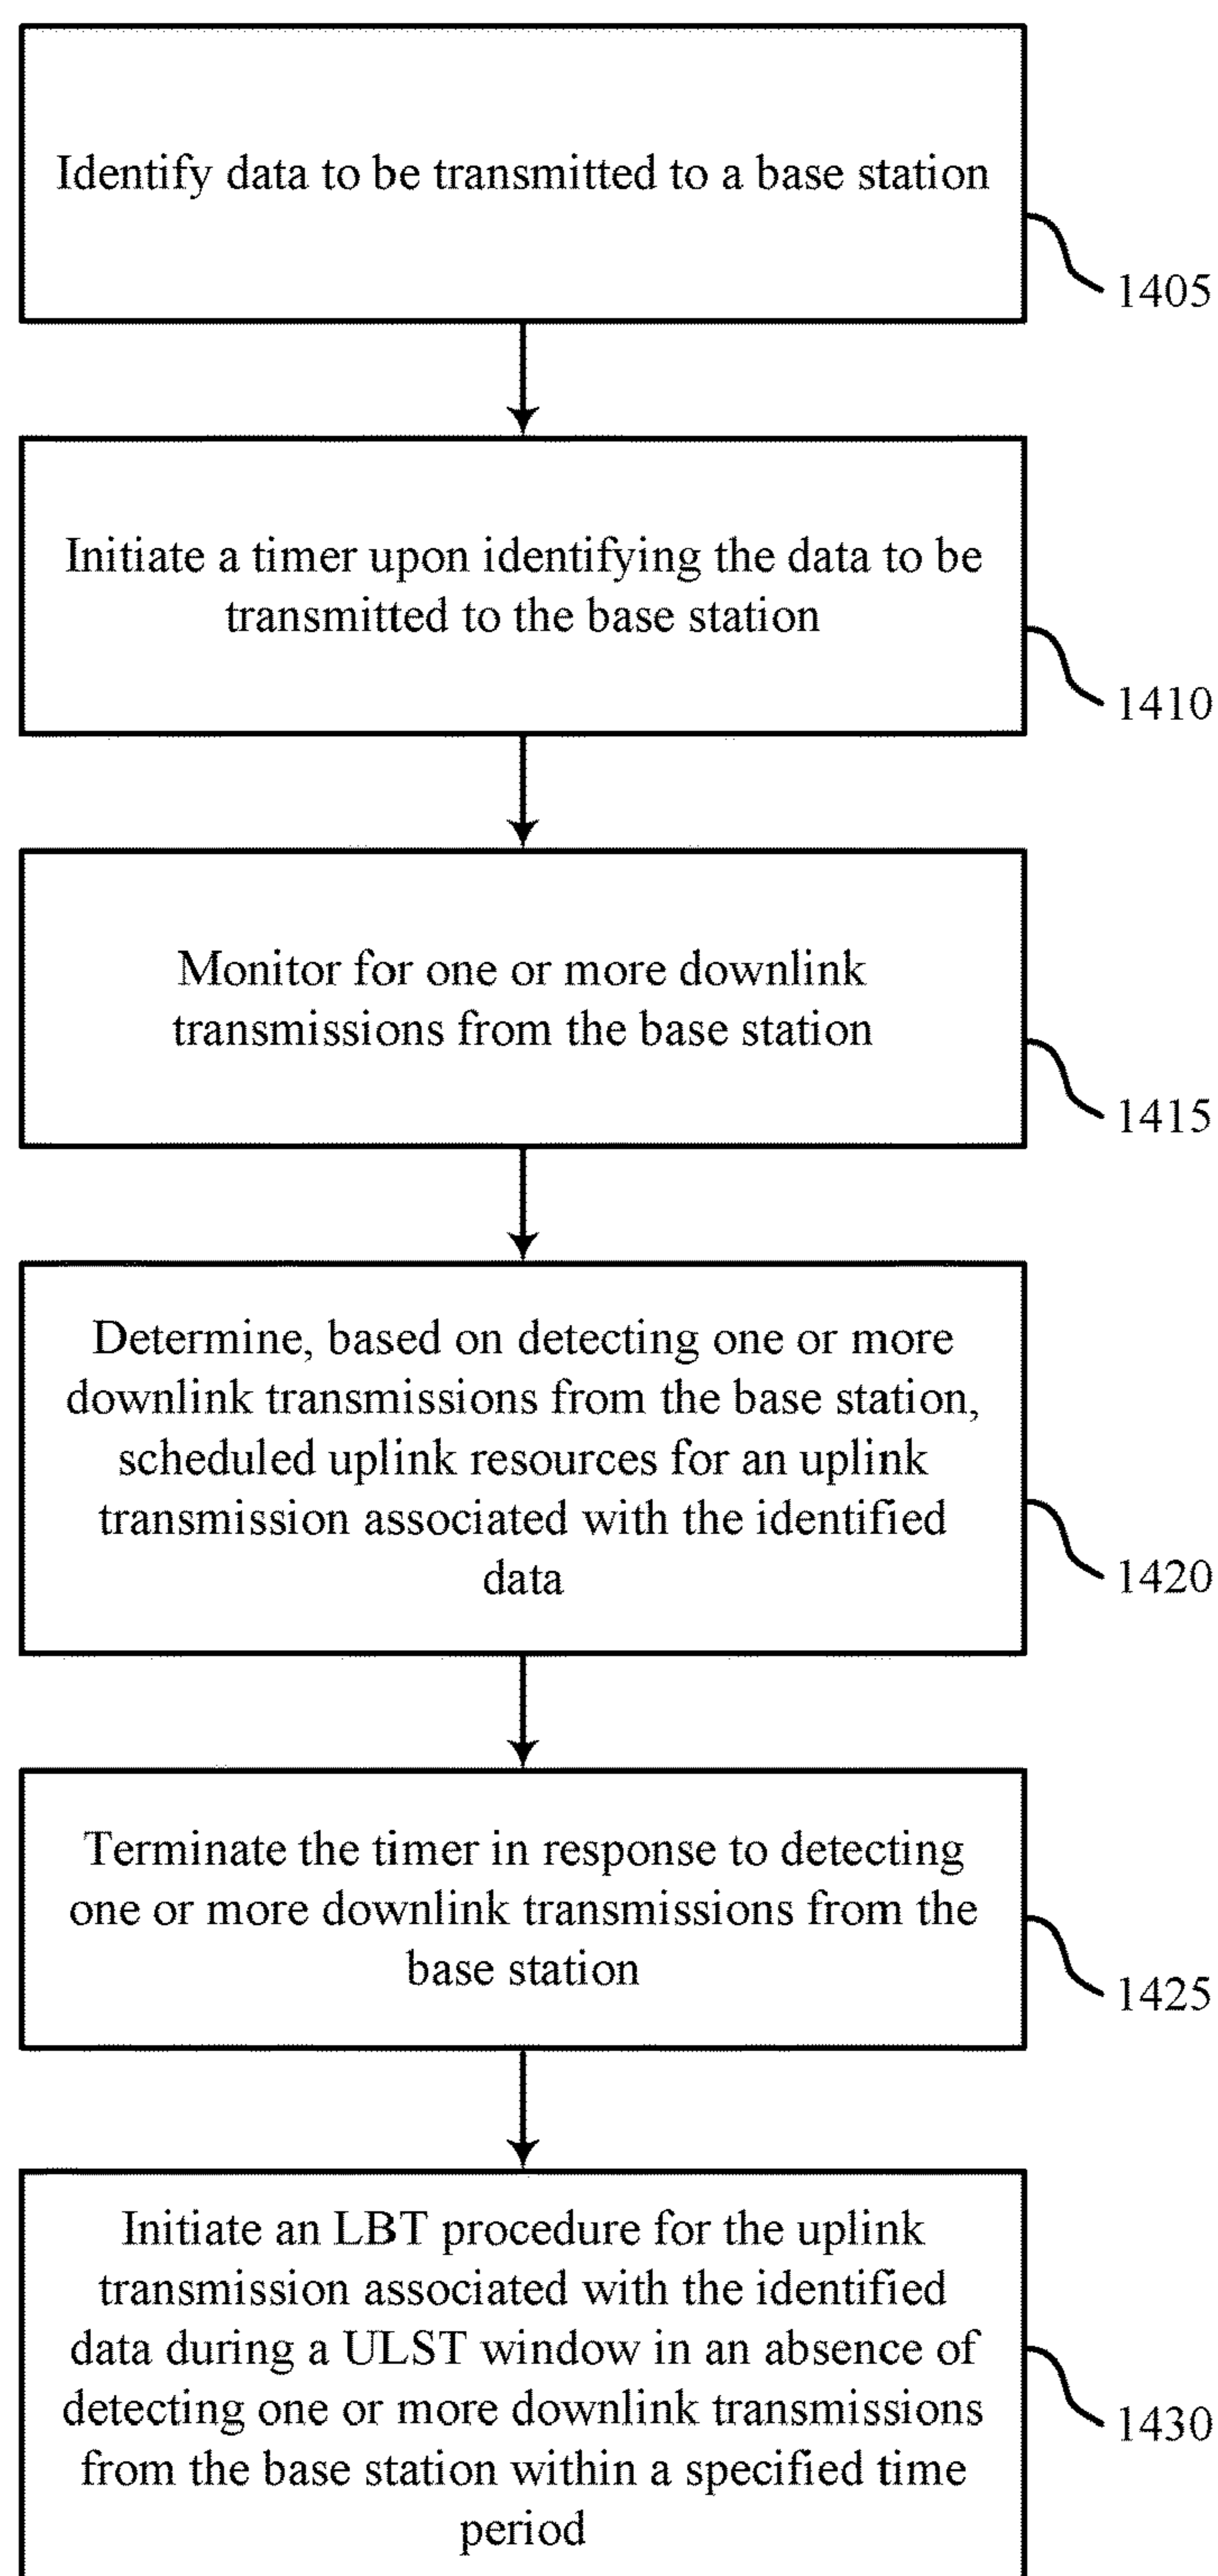 Identify data to be transmitted to a base station
1405
Initiate a timer upon identifying the data to be
transmitted to the base station
1410
Monitor for one or more downlink
transmissions from the base station
1415
Determine, based on detecting one or more
downlink transmissions from the base station,
scheduled uplink resources for an uplink
transmission associated with the identified
data
1420
Terminate the timer in response to detecting
one or more downlink transmissions from the
base station
1425
Initiate an LBT procedure for the uplink
transmission associated with the identified
data during a ULST window in an absence of
detecting one or more downlink transmissions
from the base station within a specified time
period
1430